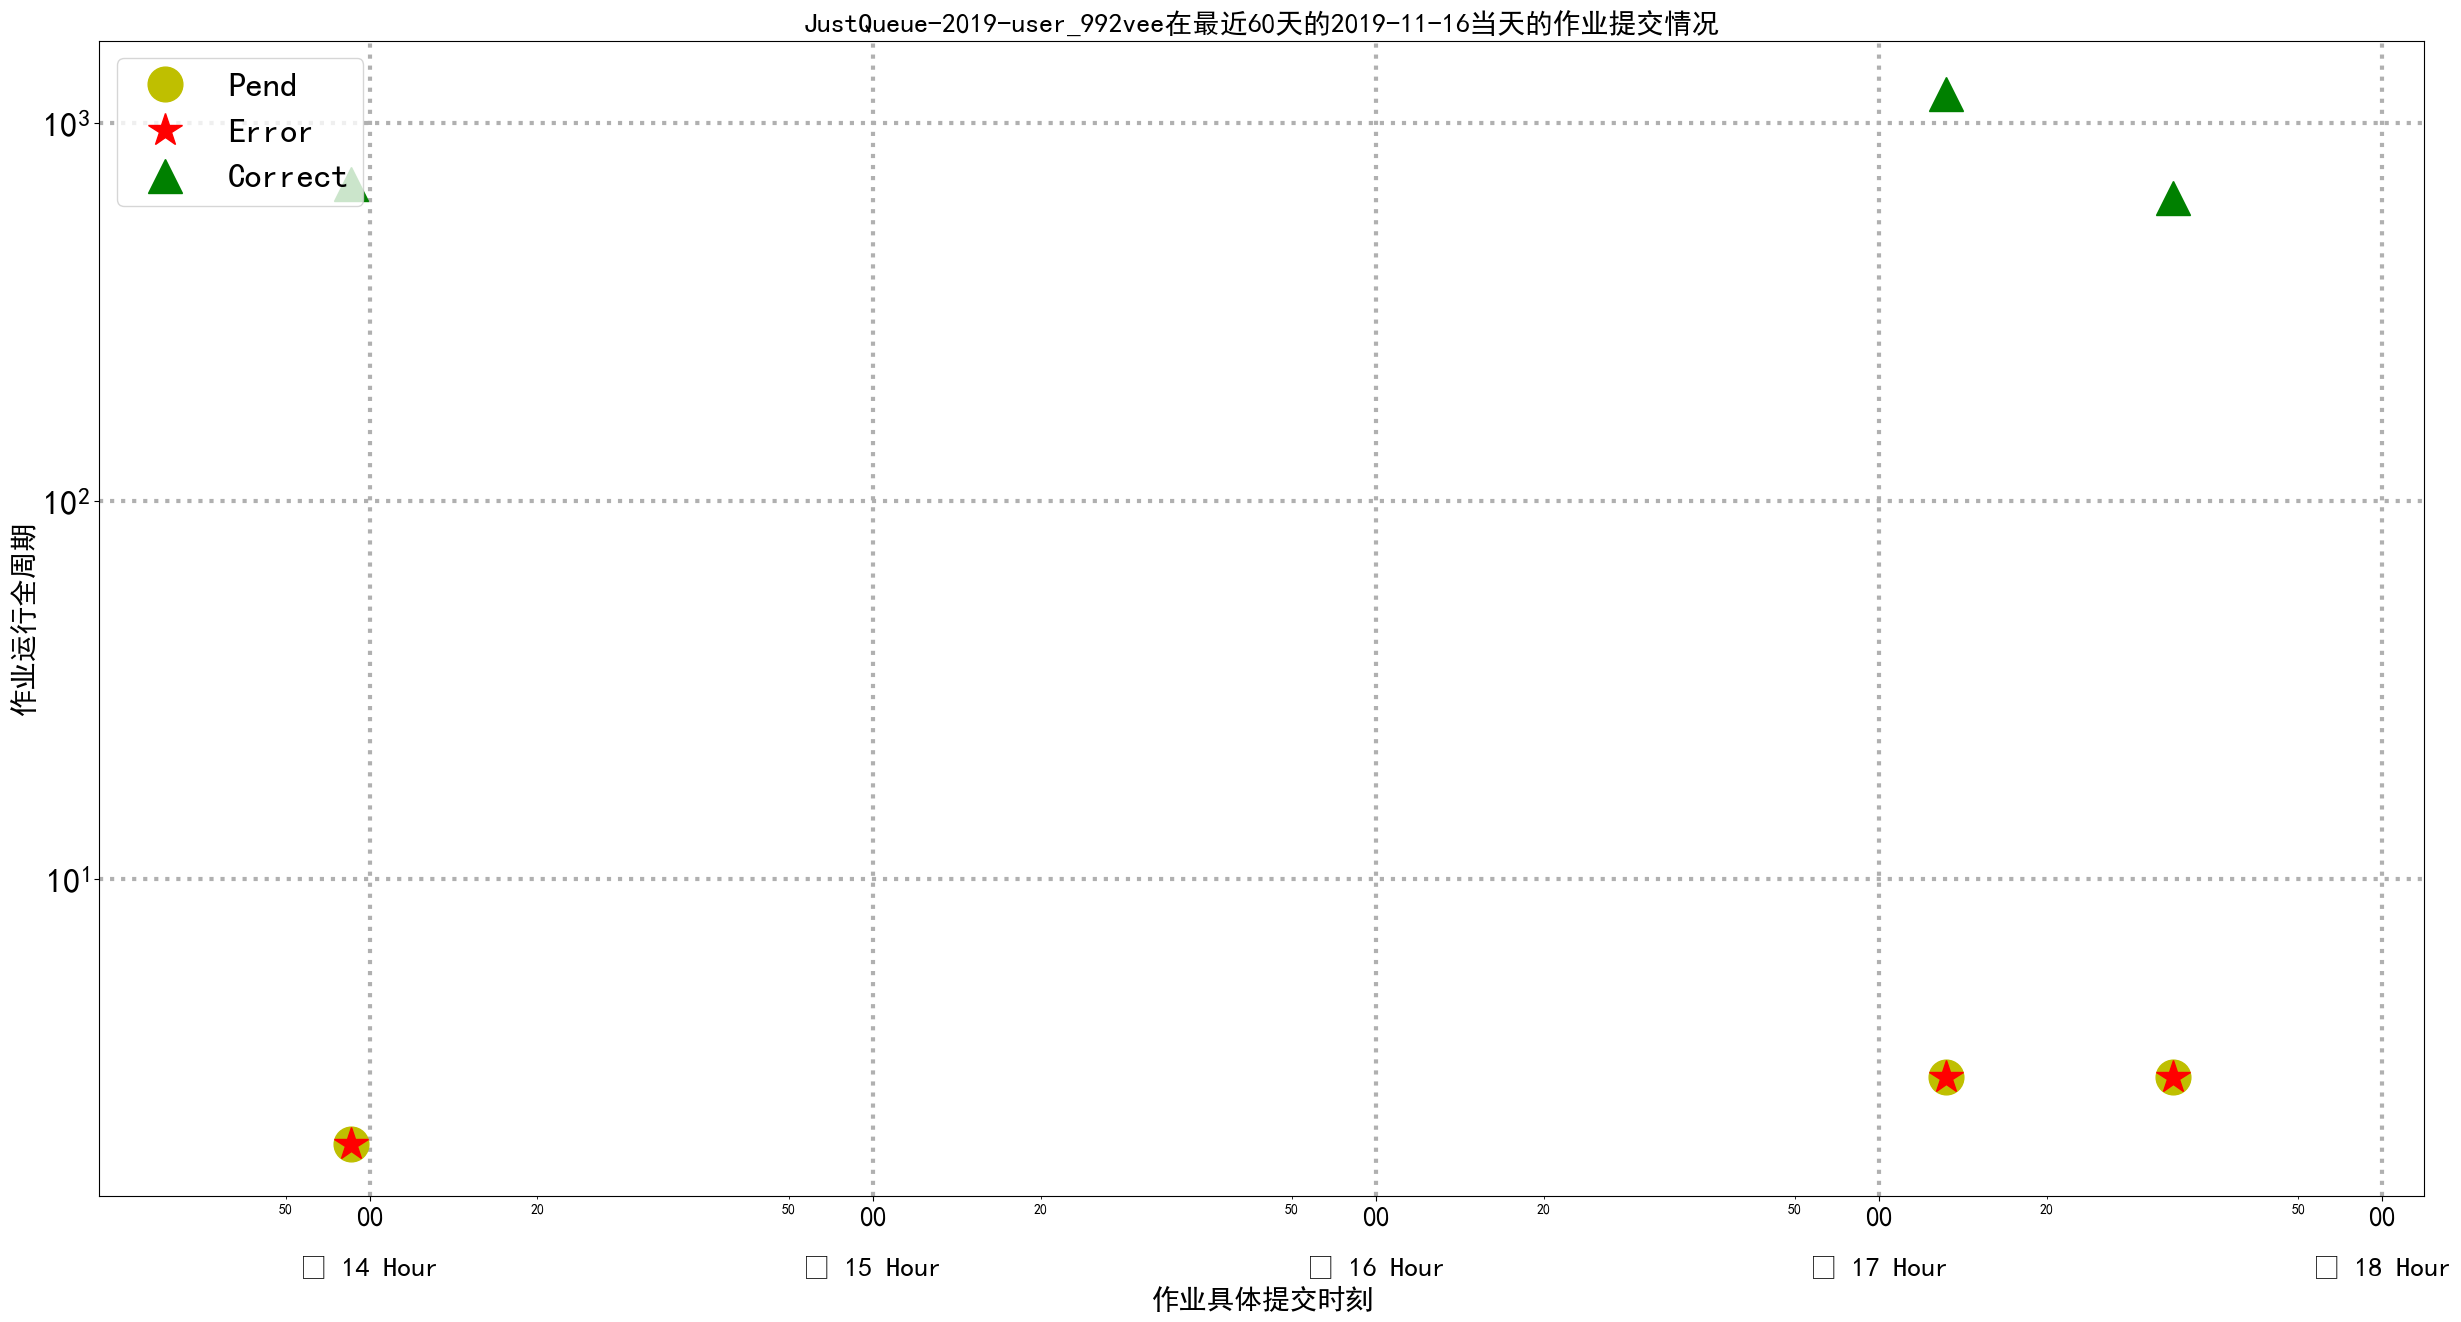 JustQueue-2019-user_992vee在最近60天的2019-11-16当天的作业提交情况
Pend
Error
Correct
10³
10²
10¹
作业运行全周期
50 00 20 50 00 20 50 00 20 50 00 20 50 00
□ 14 Hour □ 15 Hour □ 16 Hour □ 17 Hour □ 18 Hour
作业具体提交时刻